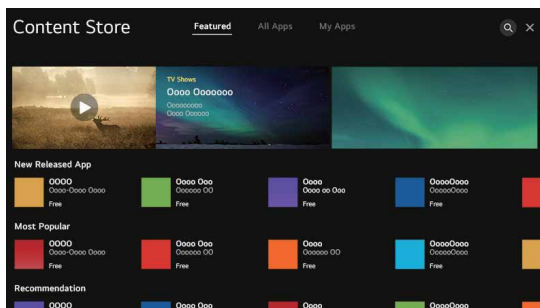 Content Store
Featured All Apps My Apps
TV Shows
Oooo Ooooooo
Ooooooooo
Oooo Oooooo
New Released App
OOOO
Oooo-Oooo Oooo
Free
Oooo Ooo
Oooooo OO
Free
Oooo
Oooo oo Ooo
Free
OoooOooo
OooooOooo
Free
Most Popular
OOOO
Oooo-Oooo Oooo
Free
Oooo Ooo
Oooooo OO
Free
Oooo
Oooooo OO
Free
OoooOooo
OooooOooo
Free
Recommendation
OOOO
Oooo Ooo
Oooo
OoooOooo